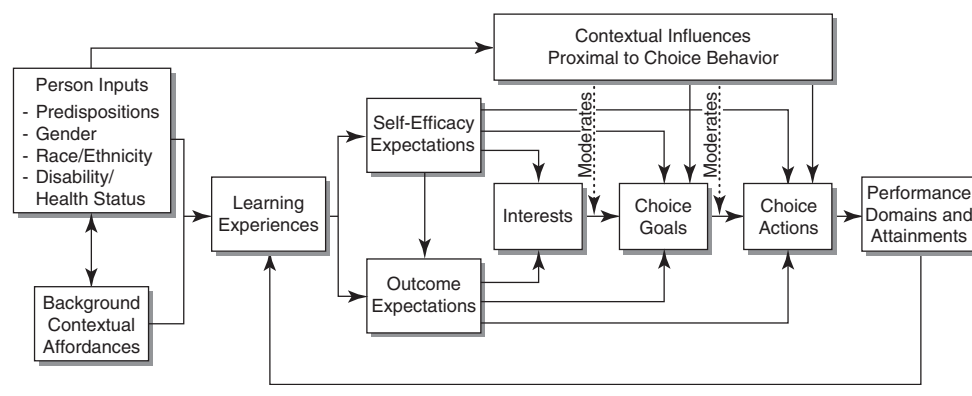 Contextual Influences
Proximal to Choice Behavior
Person Inputs
- Predispositions
- Gender
- Race/Ethnicity
- Disability/
Health Status
Background
Contextual
Affordances
Learning
Experiences
Self-Efficacy
Expectations
Outcome
Expectations
Interests
Moderates
Choice
Goals
Moderates
Choice
Actions
Performance
Domains and
Attainments